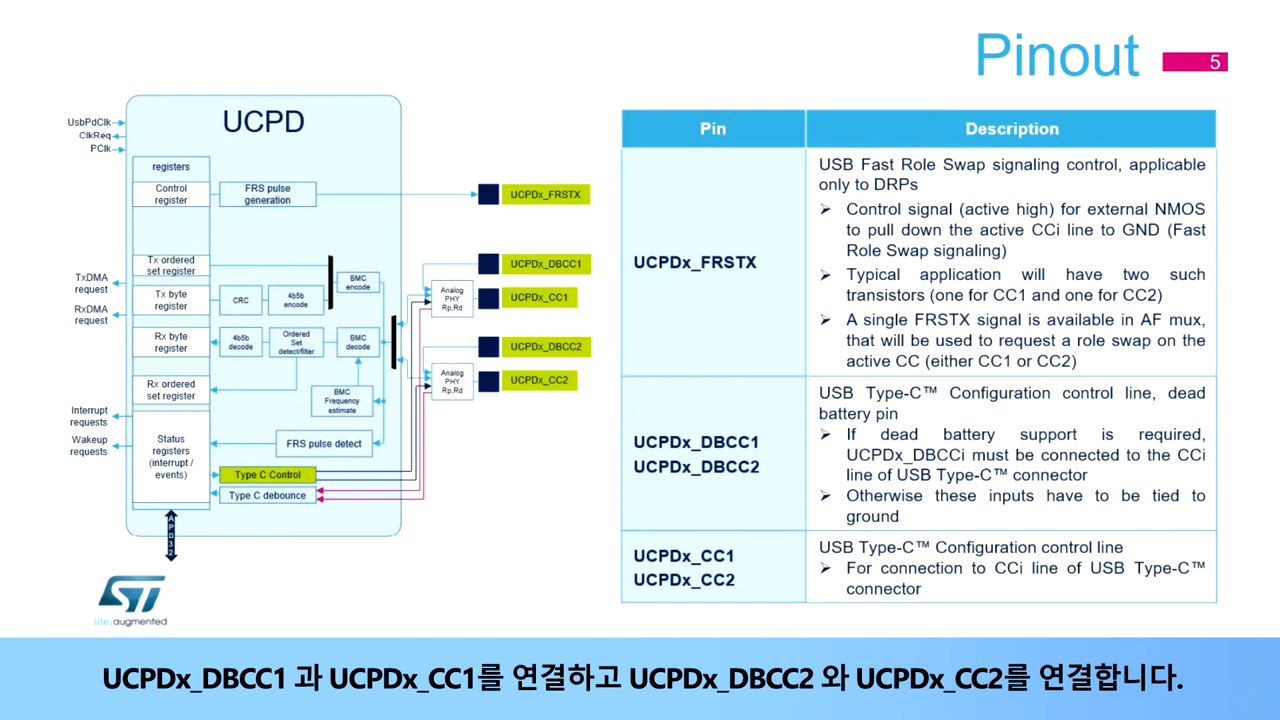 Pinout
5
UCPD
UsbPdClk
ClkReq
PClk
registers
Control
register
FRS pulse
generation
UCPDx_FRSTX
Tx ordered
set register
TxDMA
request
Tx byte
register
CRC
4b5b
encode
BMC
encode
UCPDx_DBCC1
Analog
PHY
Rp,Rd
UCPDx_CC1
RxDMA
request
Rx byte
register
4b5b
decode
Ordered
Set
detect/filter
BMC
decode
UCPDx_DBCC2
Analog
PHY
Rp,Rd
UCPDx_CC2
Rx ordered
set register
BMC
Frequency
estimate
Interrupt
requests
Wakeup
requests
Status
registers
(interrupt /
events)
FRS pulse detect
Type C Control
Type C debounce
life.augmented
Pin
Description
UCPDx_FRSTX
USB Fast Role Swap signaling control, applicable
only to DRPs
➢ Control signal (active high) for external NMOS
to pull down the active CCi line to GND (Fast
Role Swap signaling)
➢ Typical application will have two such
transistors (one for CC1 and one for CC2)
➢ A single FRSTX signal is available in AF mux,
that will be used to request a role swap on the
active CC (either CC1 or CC2)
UCPDx_DBCC1
UCPDx_DBCC2
USB Type-C™ Configuration control line, dead
battery pin
➢ If dead battery support is required,
UCPDx_DBCCi must be connected to the CCi
line of USB Type-C™ connector
➢ Otherwise these inputs have to be tied to
ground
UCPDx_CC1
UCPDx_CC2
USB Type-C™ Configuration control line
➢ For connection to CCi line of USB Type-C™
connector
UCPDx_DBCC1 과 UCPDx_CC1를 연결하고 UCPDx_DBCC2 와 UCPDx_CC2를 연결합니다.